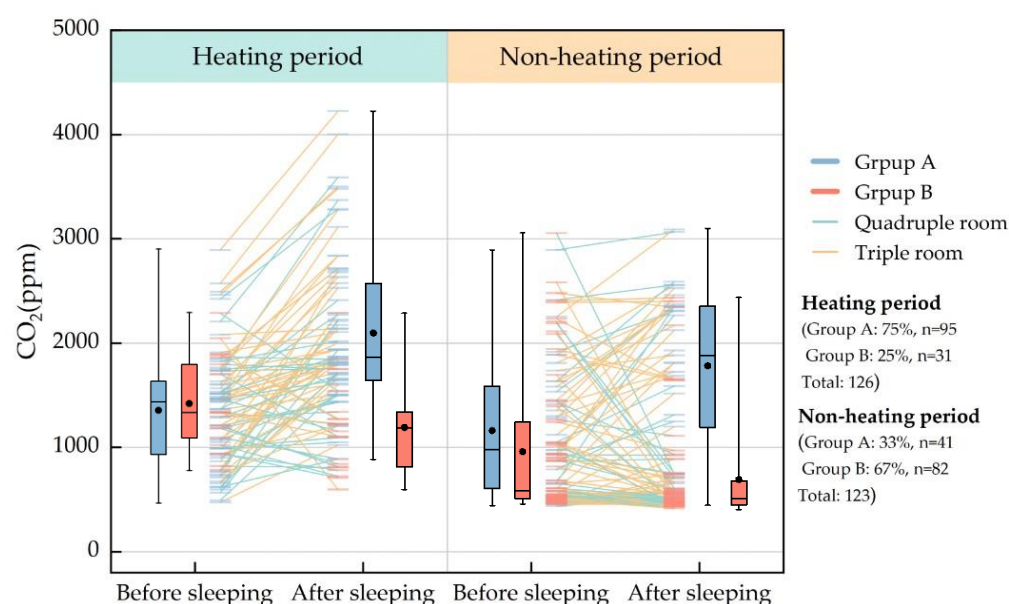 5000
4000
3000
2000
1000
0
CO₂(ppm)
Heating period
Non-heating period
Before sleeping
After sleeping
Before sleeping
After sleeping
Grpup A
Grpup B
Quadruple room
Triple room
Heating period
(Group A: 75%, n=95
Group B: 25%, n=31
Total: 126)
Non-heating period
(Group A: 33%, n=41
Group B: 67%, n=82
Total: 123)